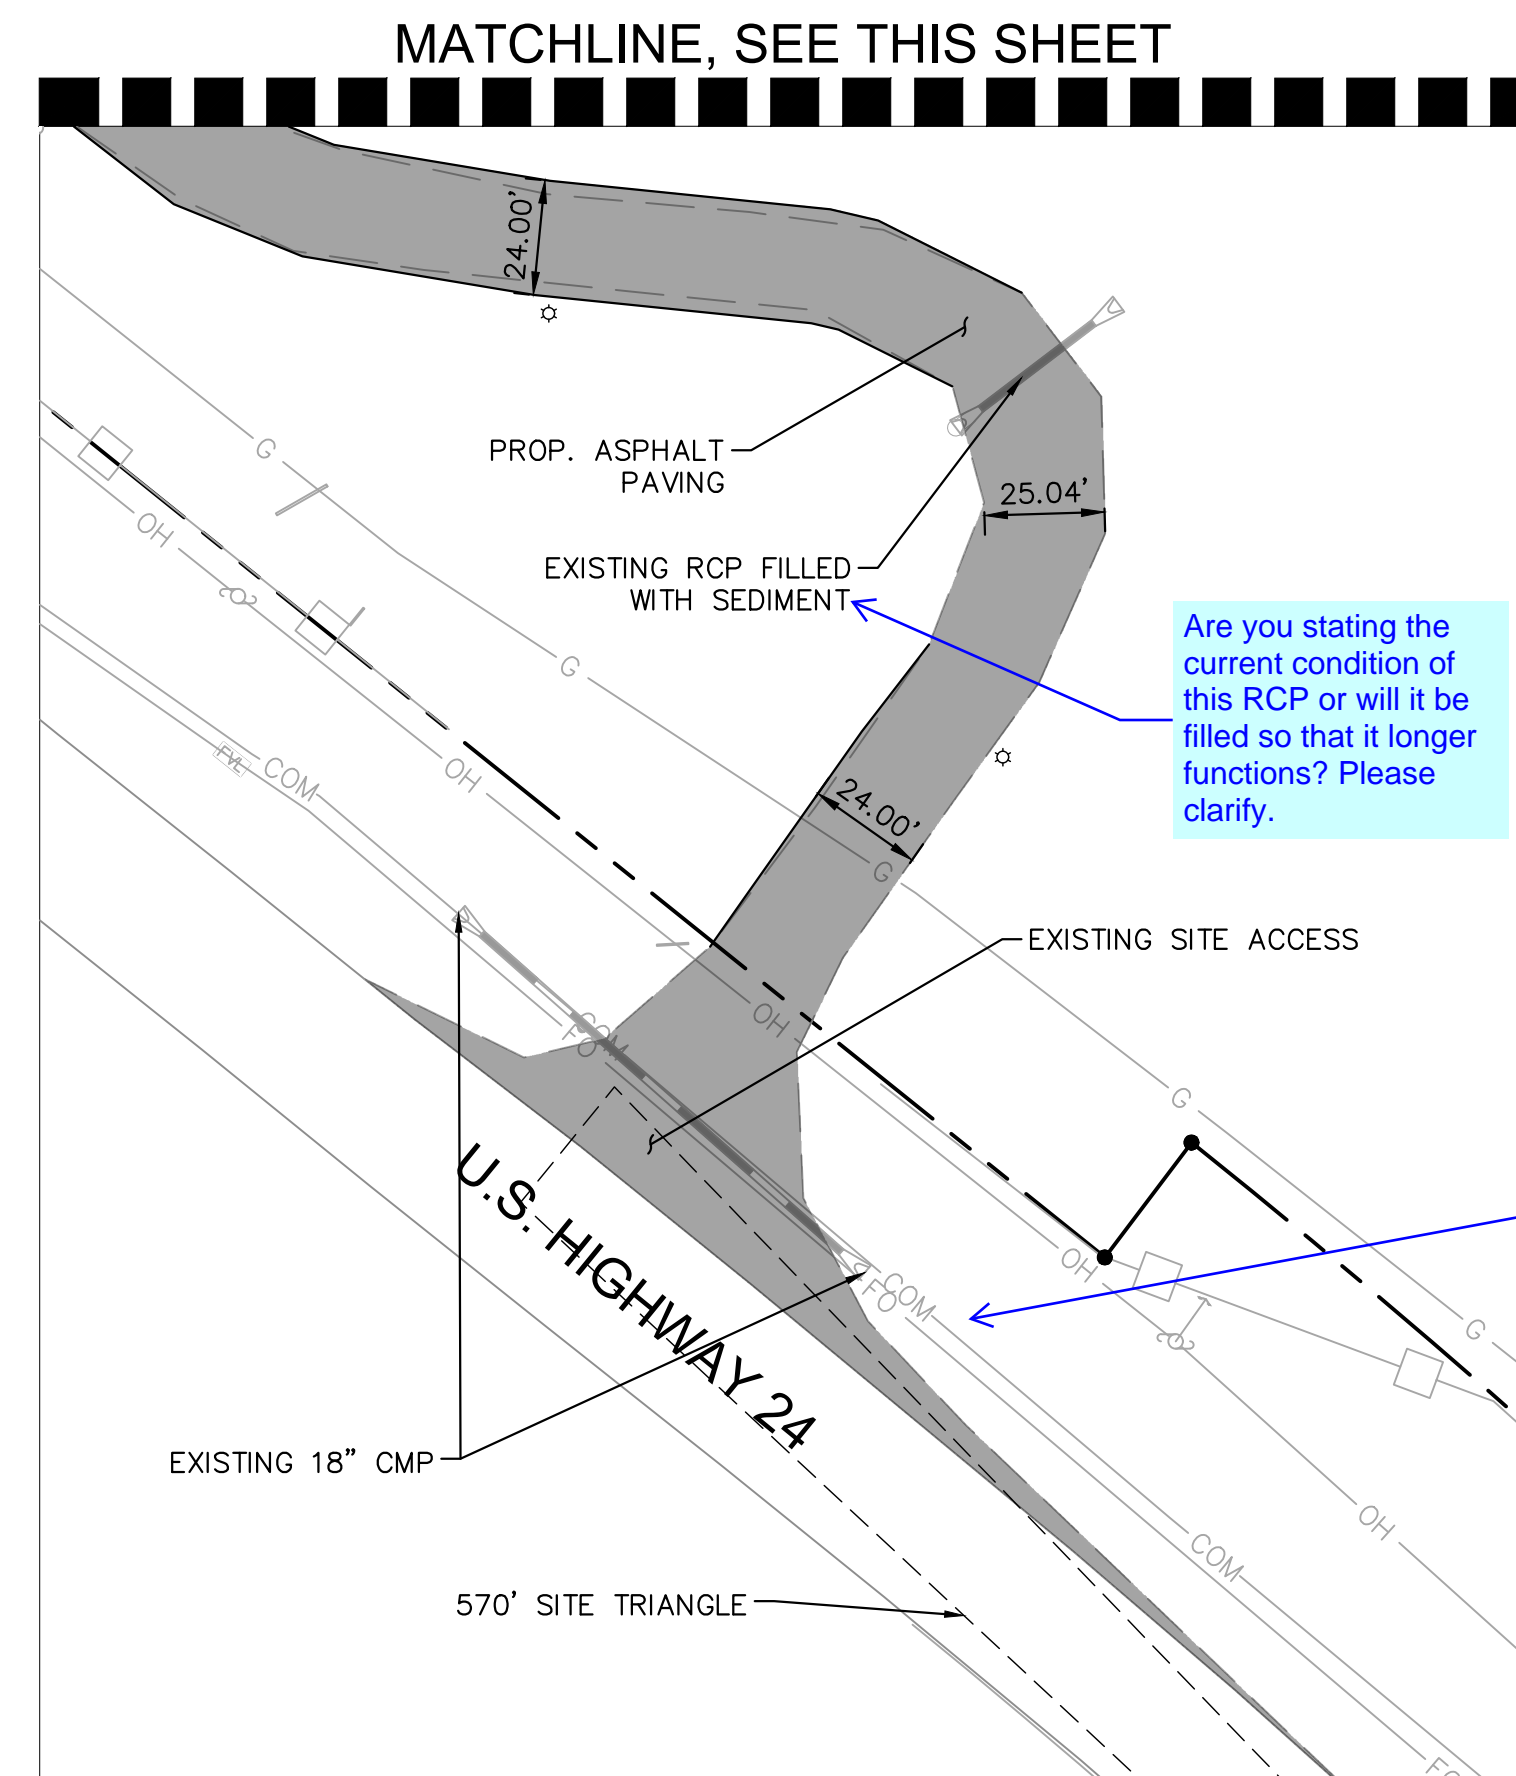 MATCHLINE, SEE THIS SHEET
24.00'
G
PROP. ASPHALT
PAVING
25.04'
OH
EXISTING RCP FILLED
WITH SEDIMENT
Are you stating the
current condition of
this RCP or will it be
filled so that it longer
functions? Please
clarify.
G
FVL
COM
OH
24.00'
G
EXISTING SITE ACCESS
OH
COM
FO
G
U.S. HIGHWAY 24
OH
COM
FO
G
EXISTING 18" CMP
OH
COM
570' SITE TRIANGLE
FO